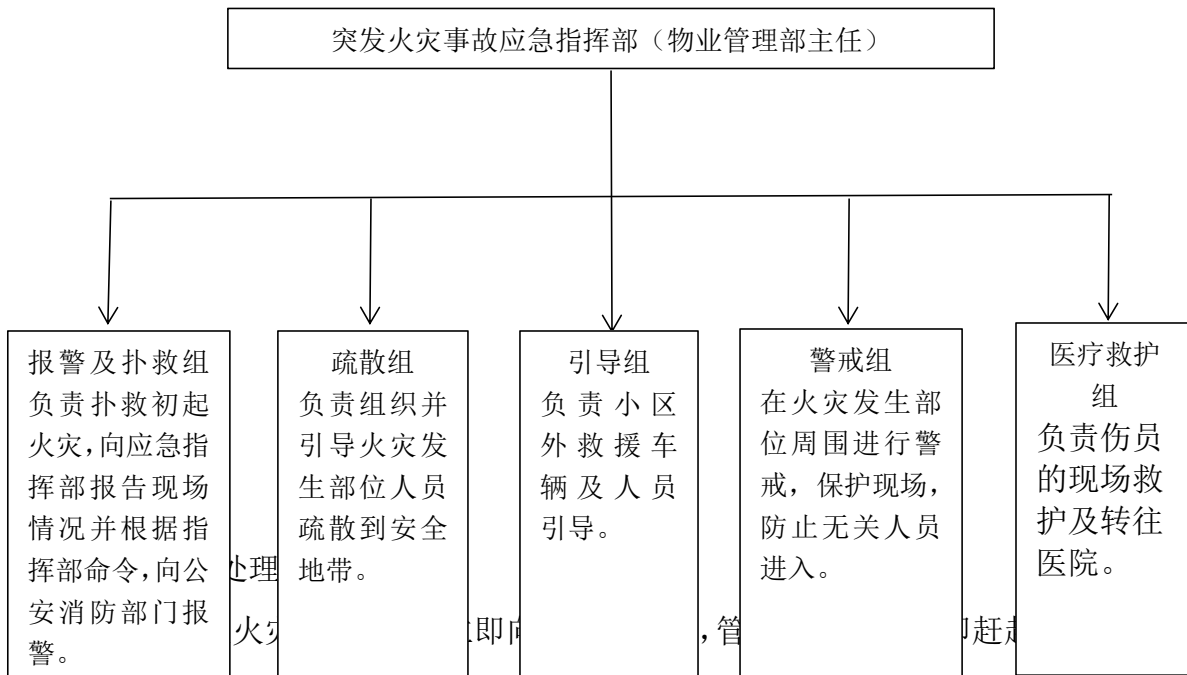 突发火灾事故应急指挥部（物业管理部主任）
报警及扑救组
负责扑救初起
火灾，向应急指
挥部报告现场
情况并根据指
挥部命令，向公
安消防部门报
警。
疏散组
负责组织并
引导火灾发
生部位人员
疏散到安全
地带。
引导组
负责小区
外救援车
辆及人员
引导。
警戒组
在火灾发生部
位周围进行警
戒，保护现场，
防止无关人员
进入。
医疗救护
组
负责伤员
的现场救
护及转往
医院。
处理
火 即 ，管 赶